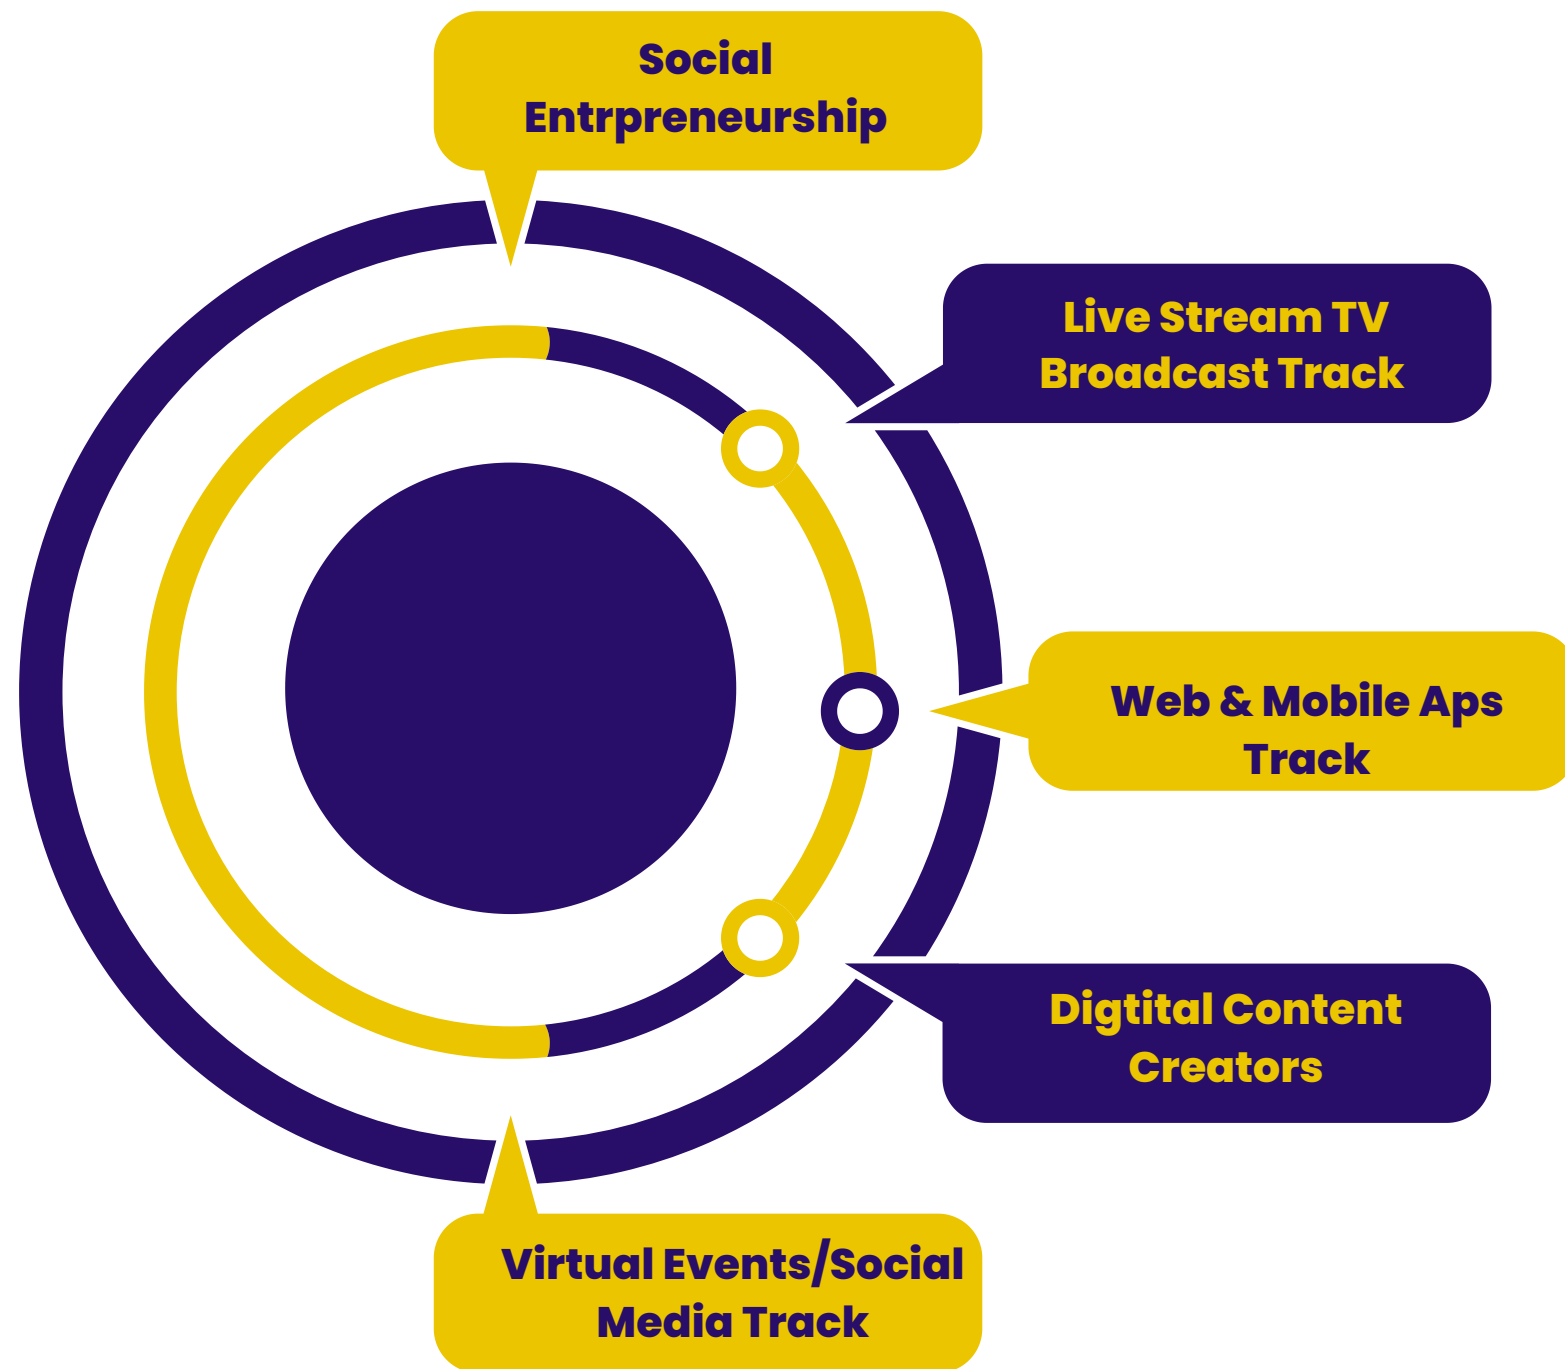 Social
Entrpreneurship
Live Stream TV
Broadcast Track
Web & Mobile Aps
Track
Digtital Content
Creators
Virtual Events/Social
Media Track